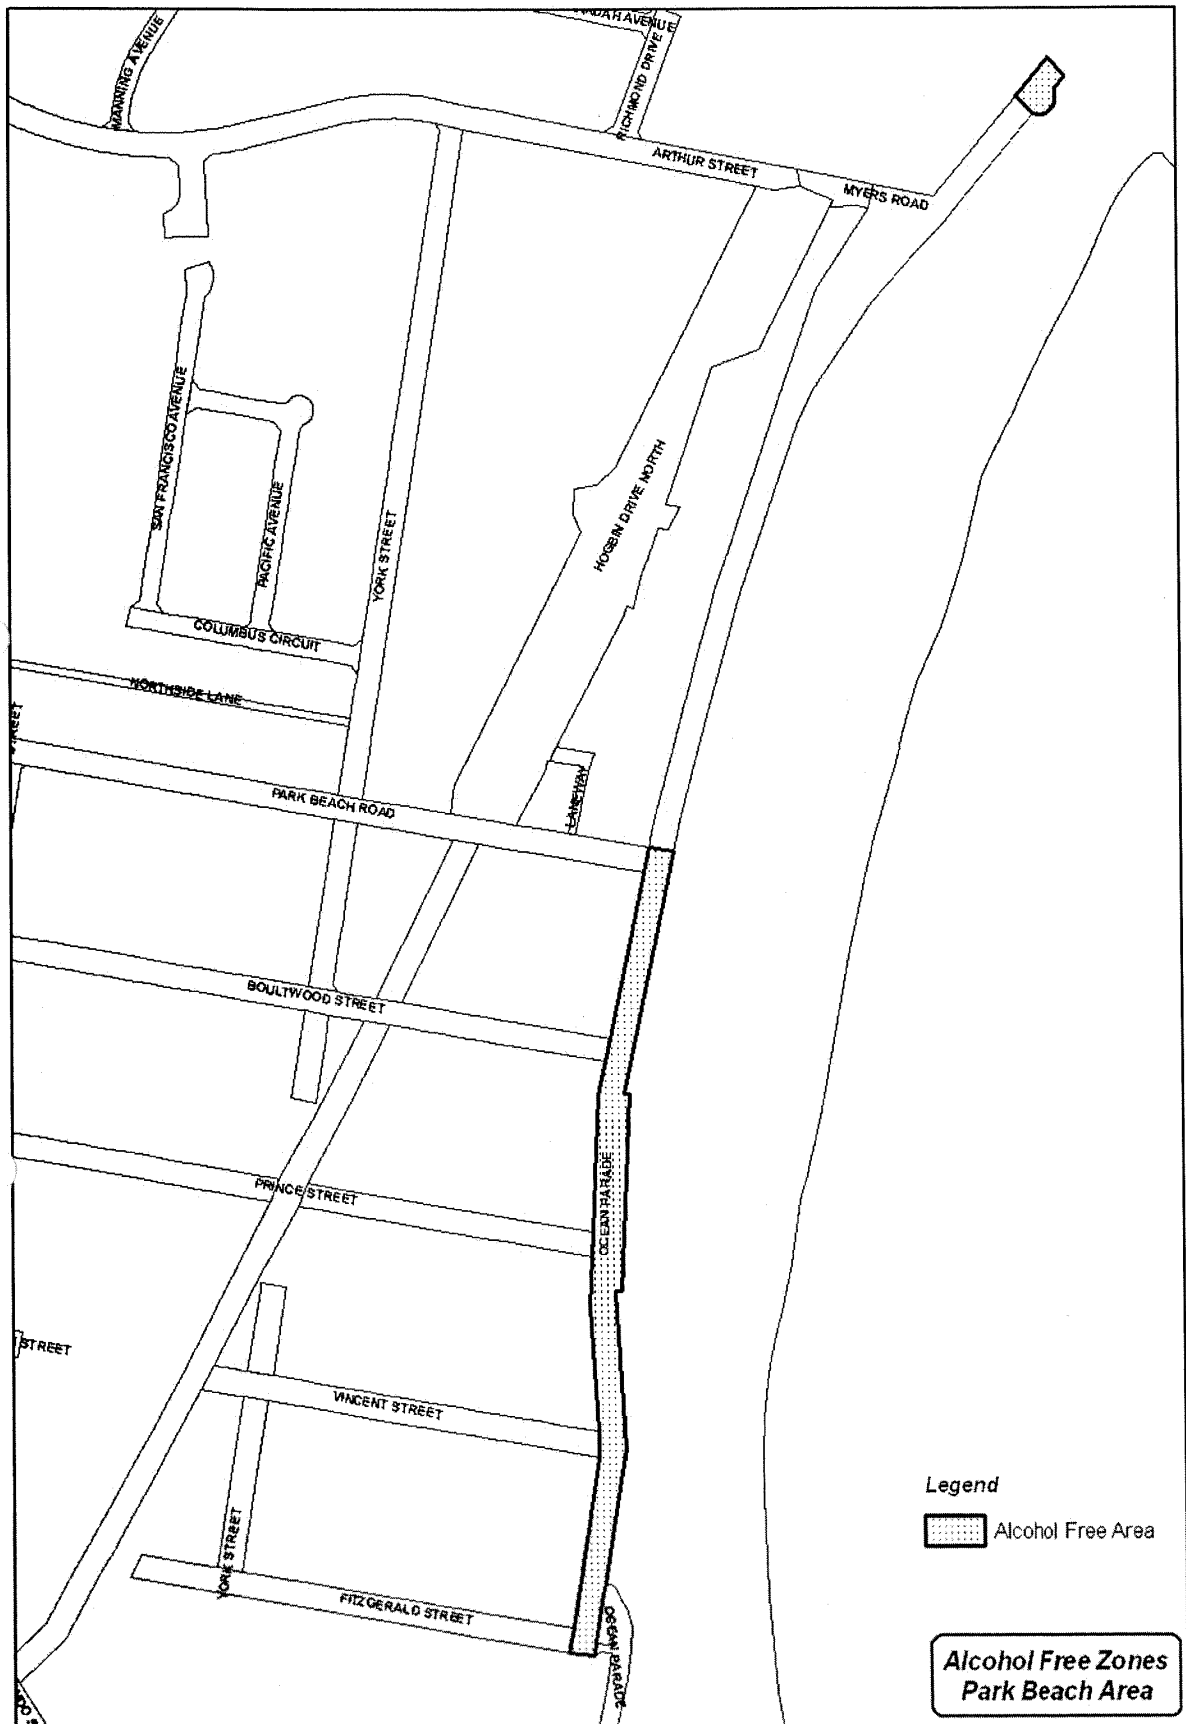 MANNING AVENUE
RICHMOND DRIVE
ARTHUR STREET
MYERS ROAD
SAN FRANCISCO AVENUE
PACIFIC AVENUE
YORK STREET
HOGBIN DRIVE NORTH
COLUMBUS CIRCUIT
NORTHSIDE LANE
PARK BEACH ROAD
LANEWAY
BOULTWOOD STREET
OCEAN PARADE
PRINCE STREET
STREET
VINCENT STREET
YORK STREET
FITZGERALD STREET
OCEAN PARADE
Legend
Alcohol Free Area
Alcohol Free Zones
Park Beach Area